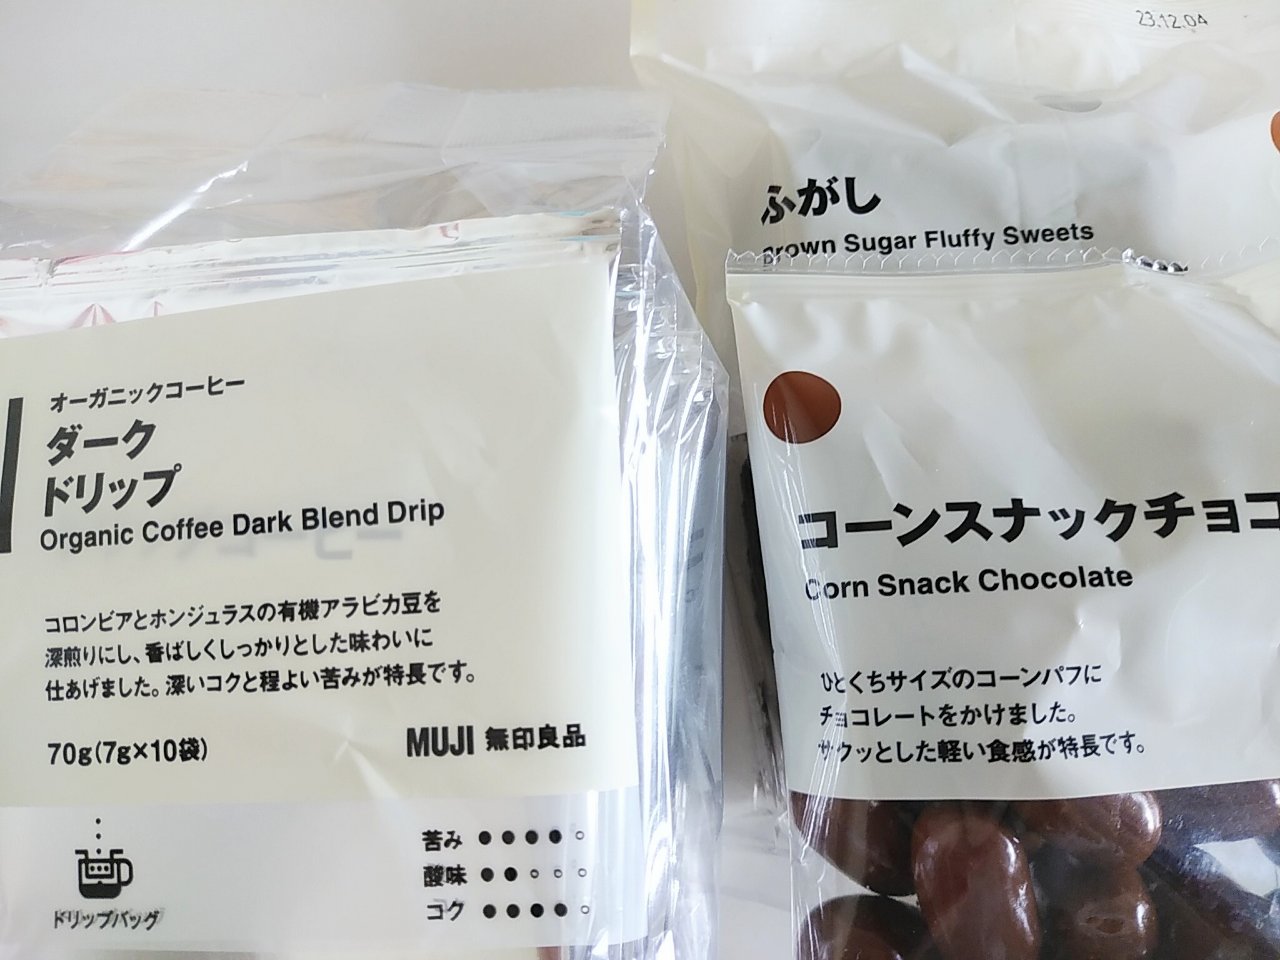 オーガニックコーヒー
ダーク
ドリップ
Organic Coffee Dark Blend Drip
コロンビアとホンジュラスの有機アラビカ豆を
深煎りにし、香ばしくしっかりとした味わいに
仕あげました。深いコクと程よい苦みが特長です。
70g(7g×10袋)
MUJI 無印良品
ドリップバッグ
苦み ●●●●○
酸味 ●●○○○
コク ●●●●○
23.12.04
ふがし
Brown Sugar Fluffy Sweets
コーンスナックチョコ
Corn Snack Chocolate
ひとくちサイズのコーンパフに
チョコレートをかけました。
サクッとした軽い食感が特長です。